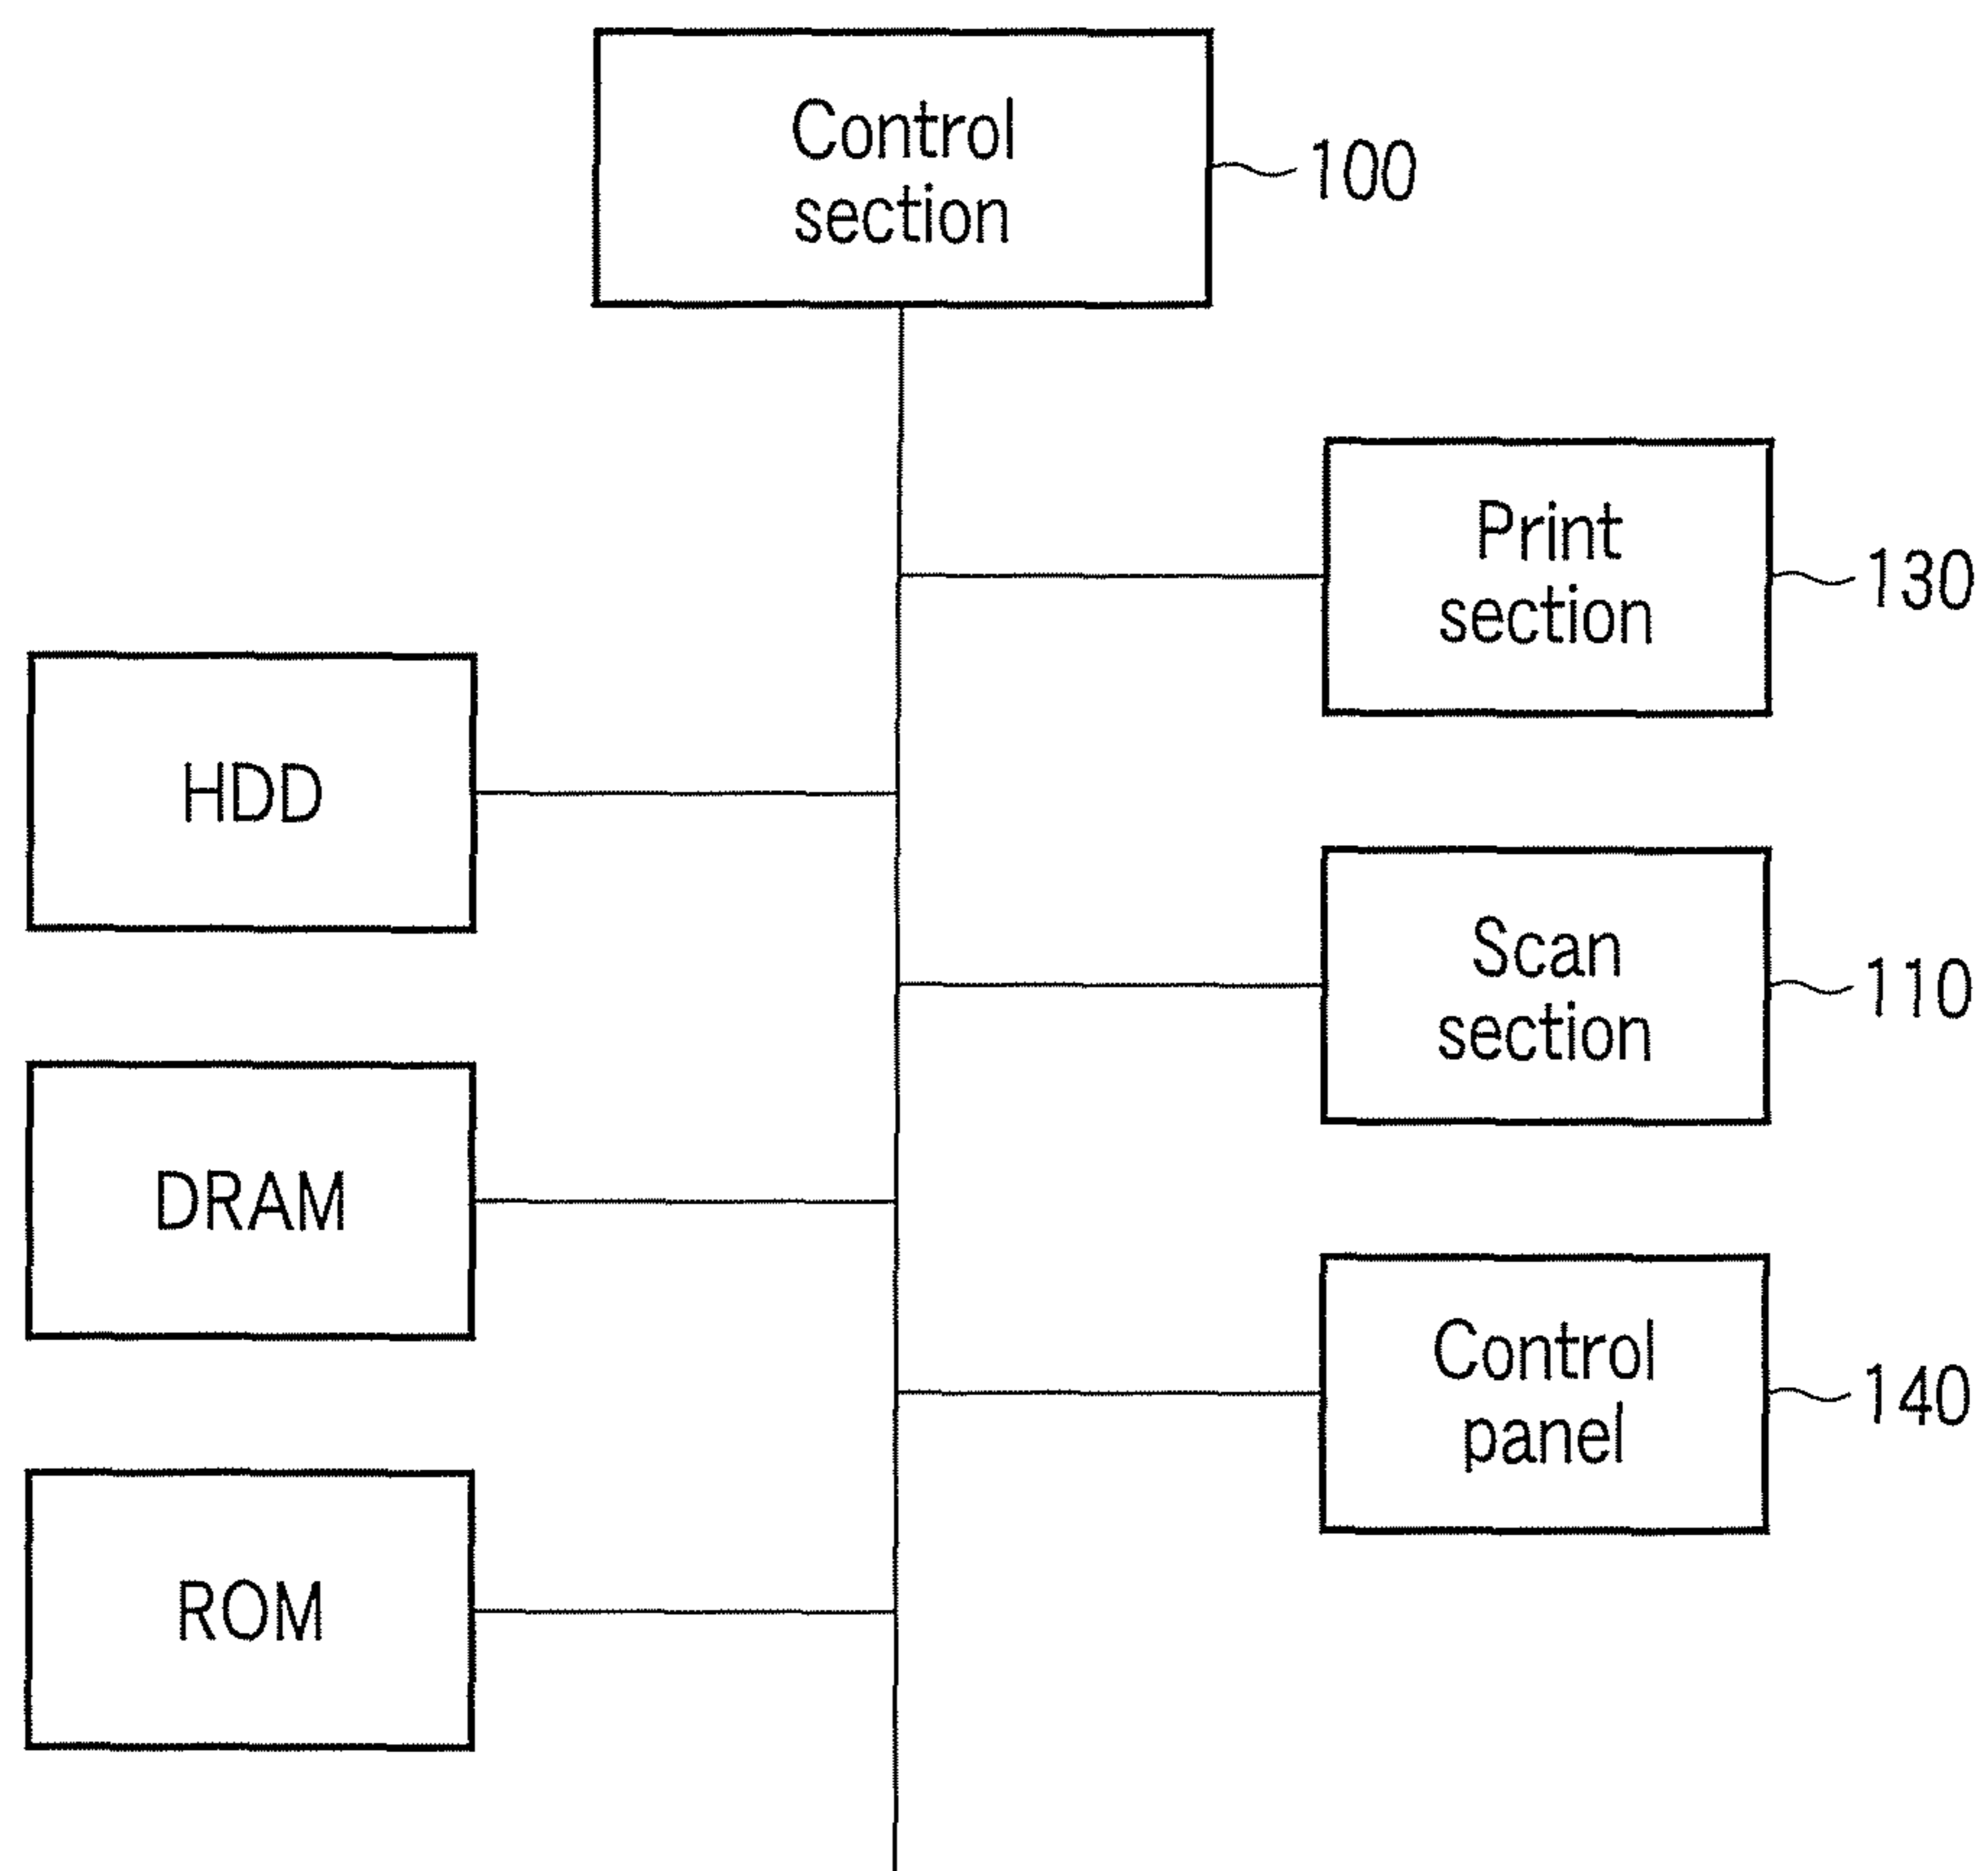 Control
section
100
Print
section
130
HDD
Scan
section
110
DRAM
Control
panel
140
ROM